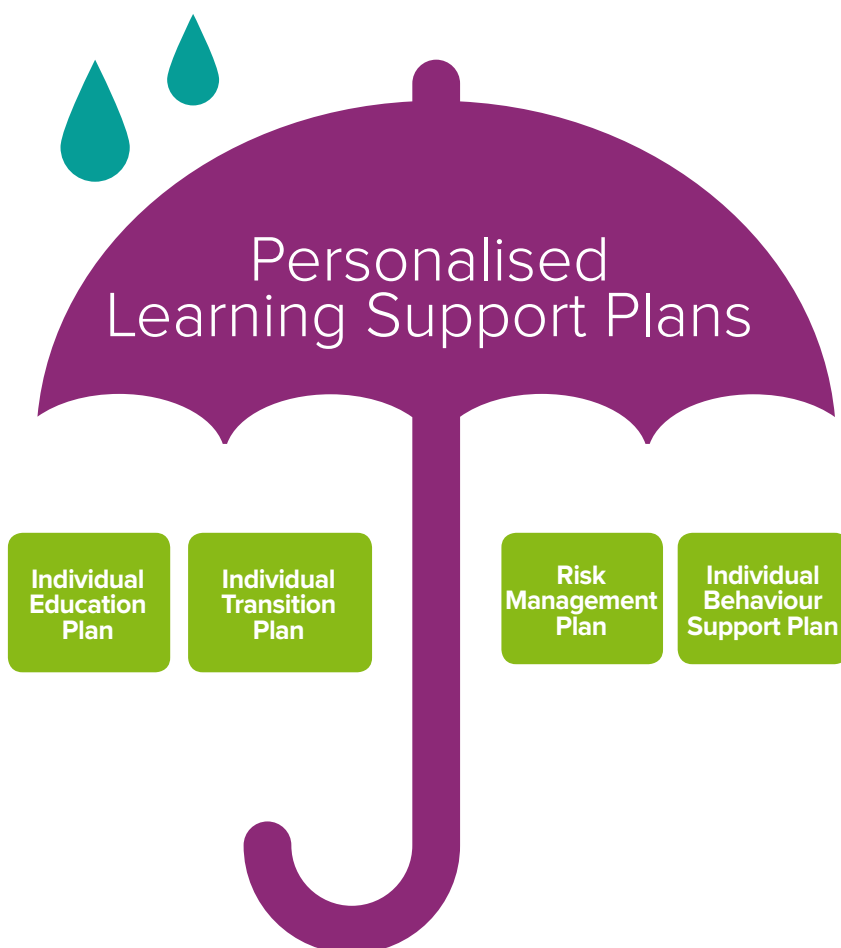 Personalised
Learning Support Plans
Individual
Education
Plan
Individual
Transition
Plan
Risk
Management
Plan
Individual
Behaviour
Support Plan